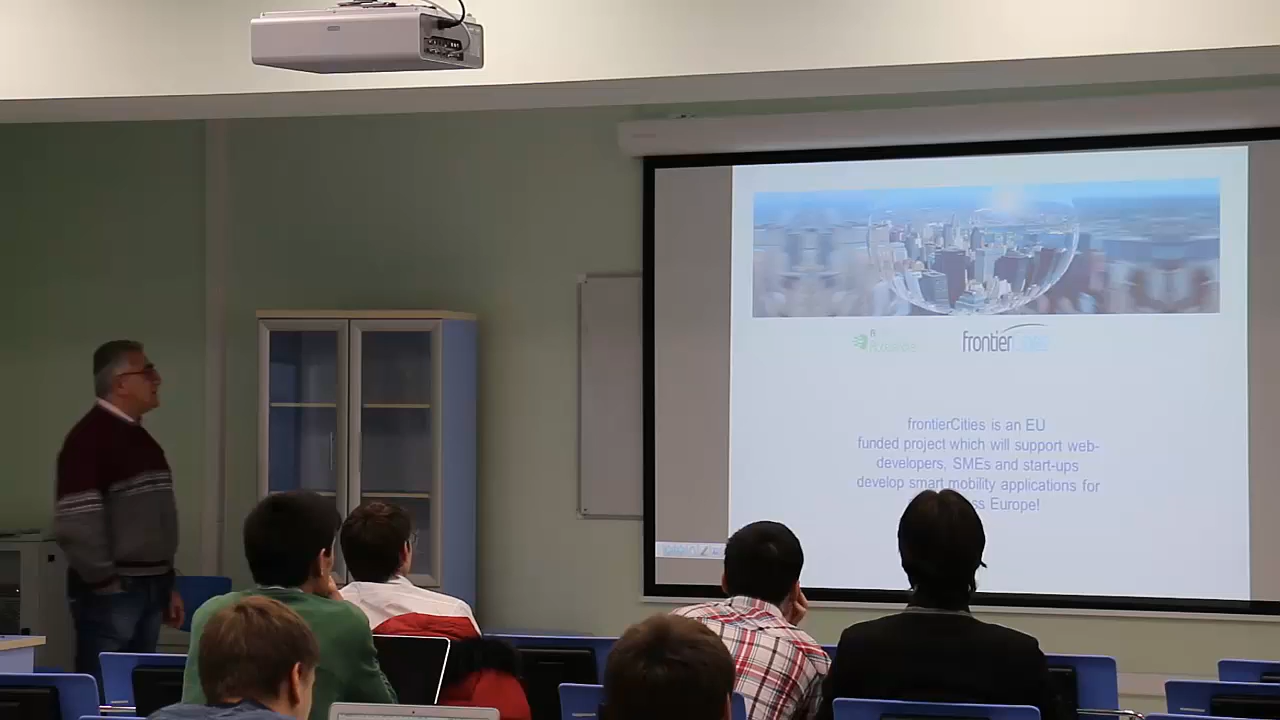 frontierCities
frontierCities is an EU
funded project which will support web-
developers, SMEs and start-ups
develop smart mobility applications for
ss Europe!